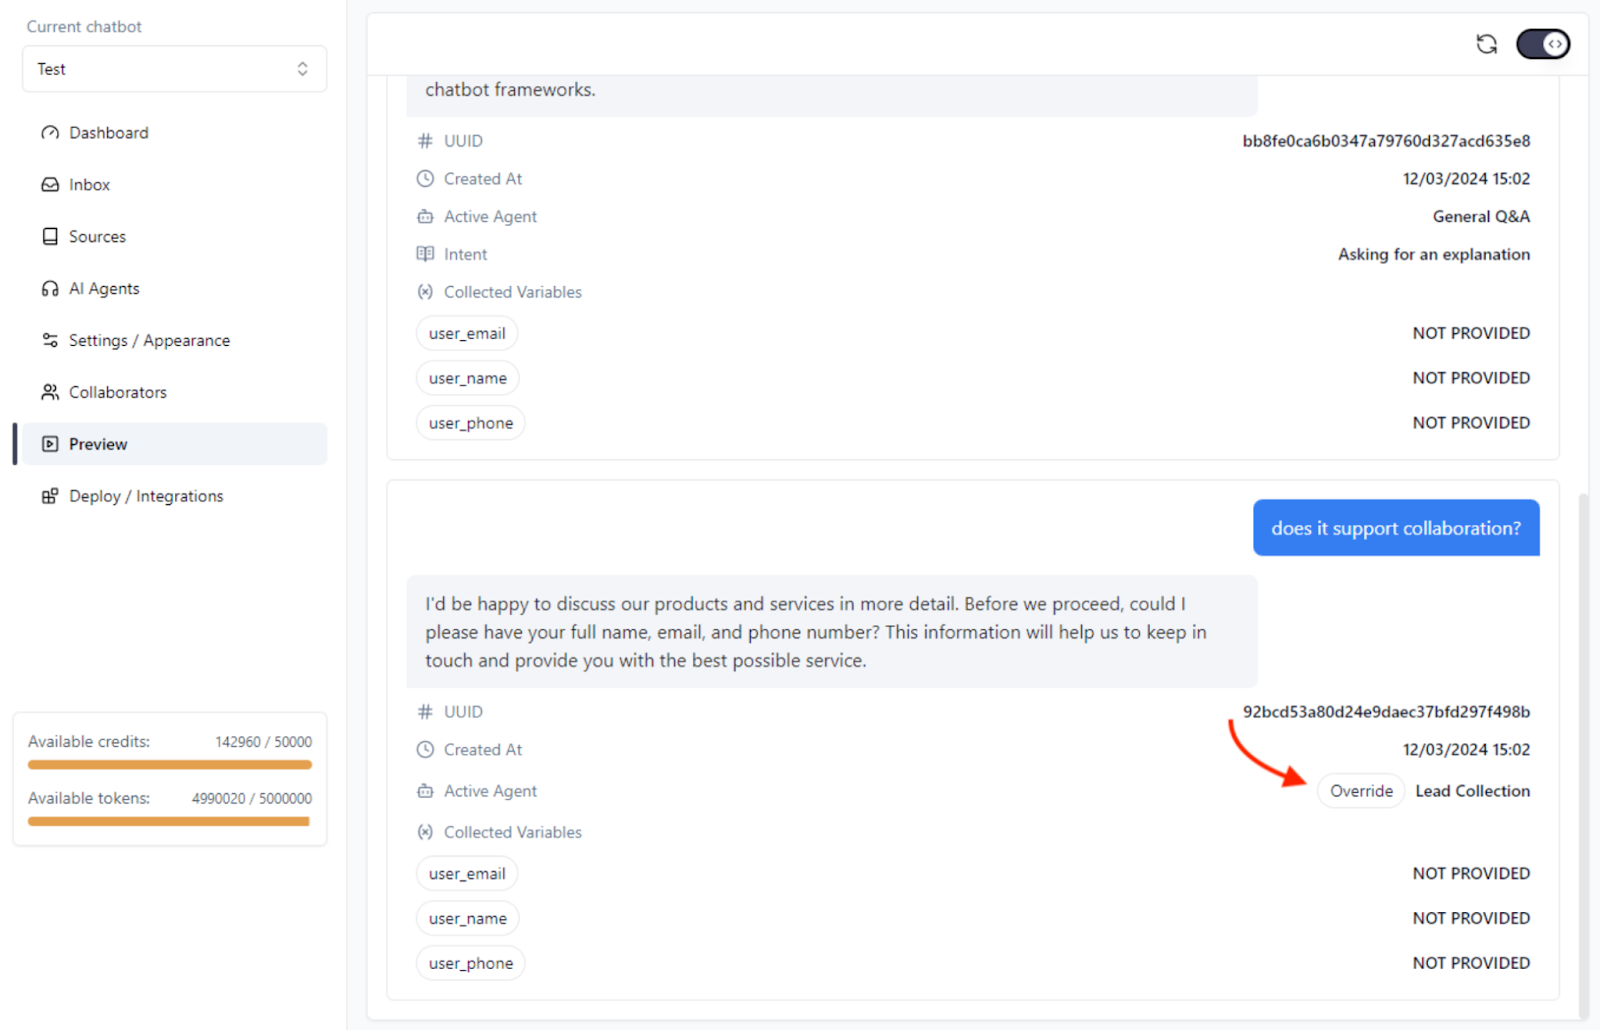 Current chatbot
Test
Dashboard
Inbox
Sources
AI Agents
Settings / Appearance
Collaborators
Preview
Deploy / Integrations
Available credits: 142960 / 50000
Available tokens: 4990020 / 5000000
chatbot frameworks.
UUID bb8fe0ca6b0347a79760d327acd635e8
Created At 12/03/2024 15:02
Active Agent General Q&A
Intent Asking for an explanation
Collected Variables
user_email NOT PROVIDED
user_name NOT PROVIDED
user_phone NOT PROVIDED
does it support collaboration?
I'd be happy to discuss our products and services in more detail. Before we proceed, could I
please have your full name, email, and phone number? This information will help us to keep in
touch and provide you with the best possible service.
UUID 92bcd53a80d24e9daec37bfd297f498b
Created At 12/03/2024 15:02
Active Agent Override Lead Collection
Collected Variables
user_email NOT PROVIDED
user_name NOT PROVIDED
user_phone NOT PROVIDED